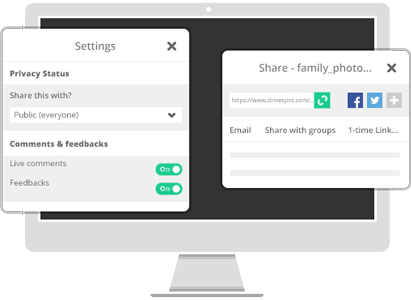 Settings
Privacy Status
Share this with?
Public (everyone)
Comments & feedbacks
Live comments
On
Feedbacks
On
Share - family_photo...
https://www.drivespot.com/...
Email Share with groups 1-time Link...